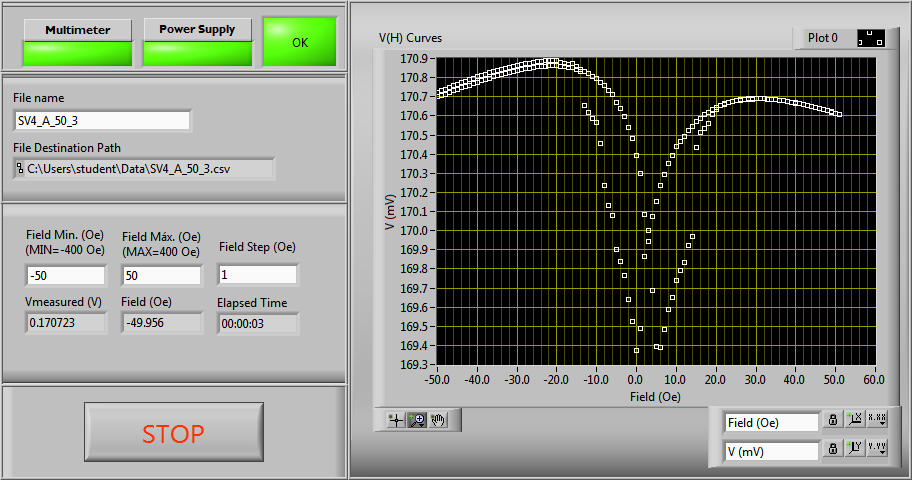 Multimeter
Power Supply
OK
File name
SV4_A_50_3
File Destination Path
C:\Users\student\Data\SV4_A_50_3.csv
Field Min. (Oe)
(MIN=-400 Oe)
Field Máx. (Oe)
(MAX=400 Oe)
Field Step (Oe)
-50
50
1
Vmeasured (V)
Field (Oe)
Elapsed Time
0.170723
-49.956
00:00:03
STOP
V(H) Curves
Plot 0
V (mV)
170.9
170.8
170.7
170.6
170.5
170.4
170.3
170.2
170.1
170.0
169.9
169.8
169.7
169.6
169.5
169.4
169.3
-50.0 -40.0 -30.0 -20.0 -10.0 0.0 10.0 20.0 30.0 40.0 50.0 60.0
Field (Oe)
Field (Oe)
X
X.XX
V (mV)
Y
Y.YY